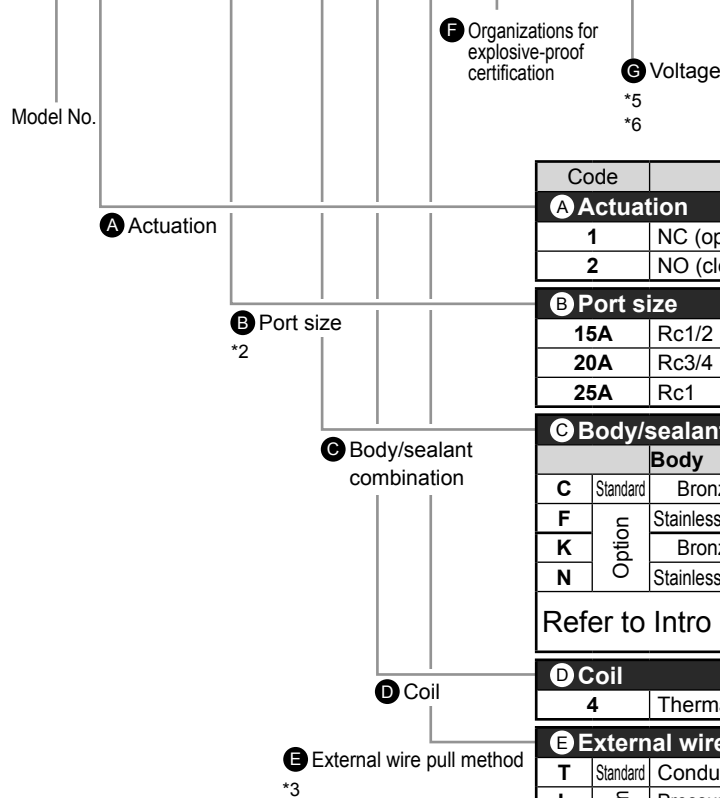 F Organizations for
explosive-proof
certification
G Voltage
*5
*6
Model No.
A Actuation
B Port size
*2
C Body/sealant
combination
D Coil
E External wire pull method
*3
Code
A Actuation
1 NC
2 NO
B Port size
15A Rc1/2
20A Rc3/4
25A Rc1
C Body/sealant
Body
C Standard
F Stainless
K Option
N Stainless
Refer to Intro
D Coil
4
E External wire
T Standard